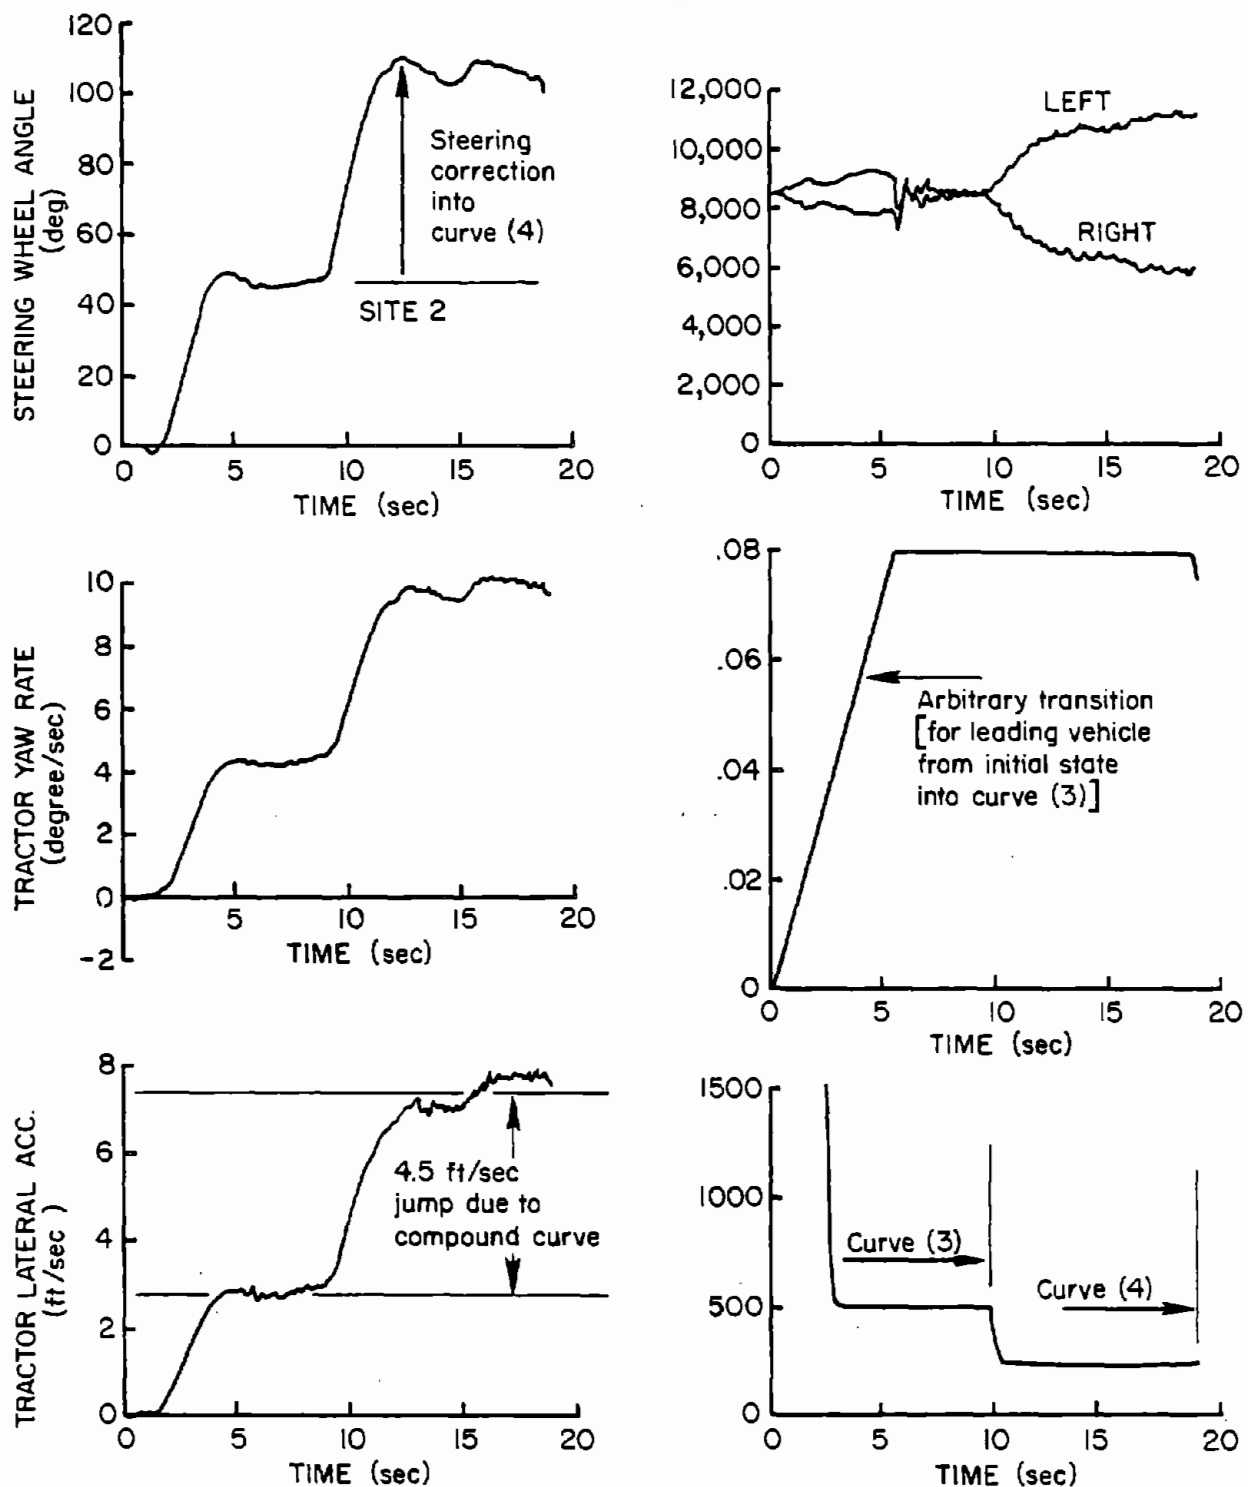 STEERING WHEEL ANGLE
(deg)
120
100
80
60
40
20
0
Steering
correction
into
curve (4)
SITE 2
0 5 10 15 20
TIME (sec)
12,000
10,000
8,000
6,000
4,000
2,000
0
LEFT
RIGHT
0 5 10 15 20
TIME (sec)
TRACTOR YAW RATE
(degree/sec)
10
8
6
4
2
0
-2
5 10 15 20
TIME (sec)
.08
.06
.04
.02
0
Arbitrary transition
[for leading vehicle
from initial state
into curve (3)]
0 5 10 15 20
TIME (sec)
TRACTOR LATERAL ACC.
(ft/sec )
8
6
4
2
0
4.5 ft/sec
jump due to
compound curve
0 5 10 15 20
TIME (sec)
1500
1000
500
0
Curve (3)
Curve (4)
0 5 10 15 20
TIME (sec)